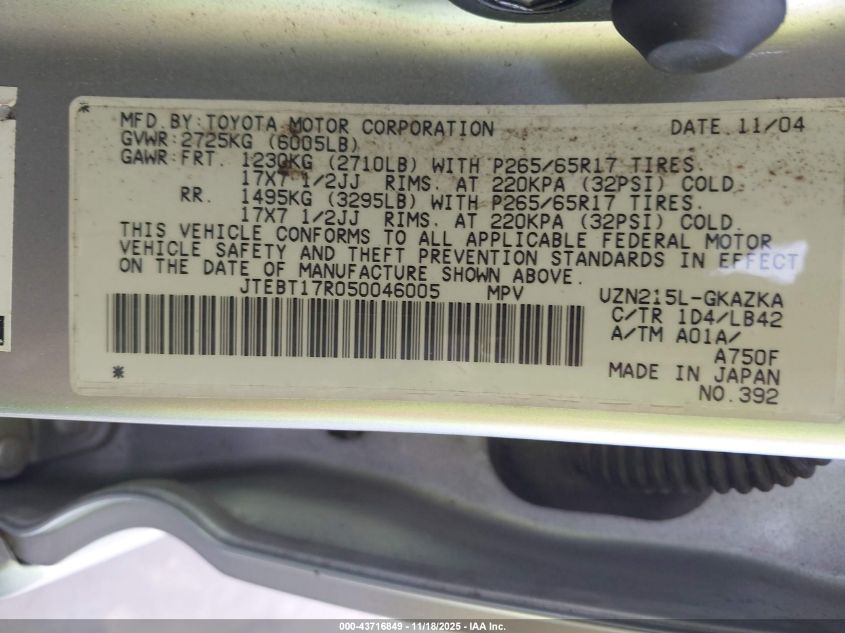 MFD. BY: TOYOTA MOTOR CORPORATION DATE 11/04
GVWR: 2725KG (6005LB)
GAWR: FRT. 1230KG (2710LB) WITH P265/65R17 TIRES.
17X7 1/2JJ RIMS. AT 220KPA (32PSI) COLD.
RR. 1495KG (3295LB) WITH P265/65R17 TIRES.
17X7 1/2JJ RIMS. AT 220KPA (32PSI) COLD.
THIS VEHICLE CONFORMS TO ALL APPLICABLE FEDERAL MOTOR
VEHICLE SAFETY AND THEFT PREVENTION STANDARDS IN EFFECT
ON THE DATE OF MANUFACTURE SHOWN ABOVE.
JTEBT17R050046005 MPV UZN215L-GKAZKA
C/TR 1D4/LB42
A/TM A01A/
A750F
MADE IN JAPAN
NO.392
000-43716849 — 11/18/2025 — IAA Inc.